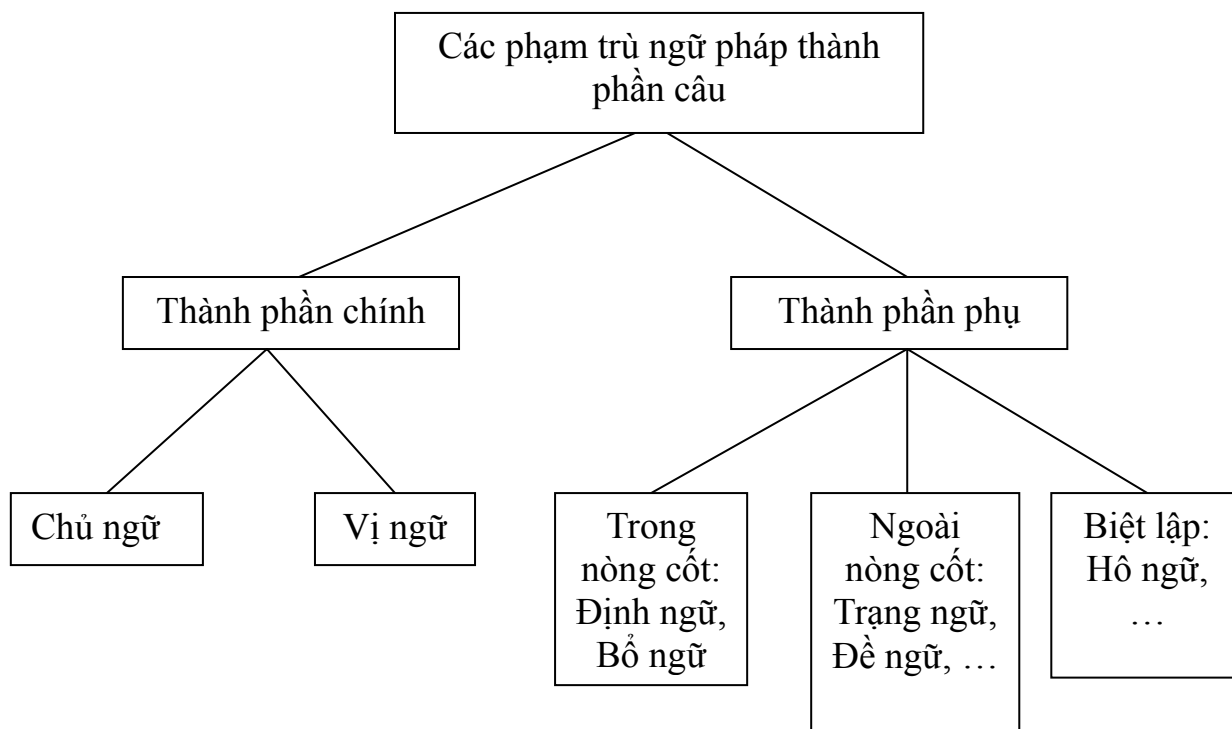 Các phạm trù ngữ pháp thành
phần câu
Thành phần chính
Thành phần phụ
Chủ ngữ
Vị ngữ
Trong
nòng cốt:
Định ngữ,
Bổ ngữ
Ngoài
nòng cốt:
Trạng ngữ,
Đề ngữ, …
Biệt lập:
Hô ngữ,
…